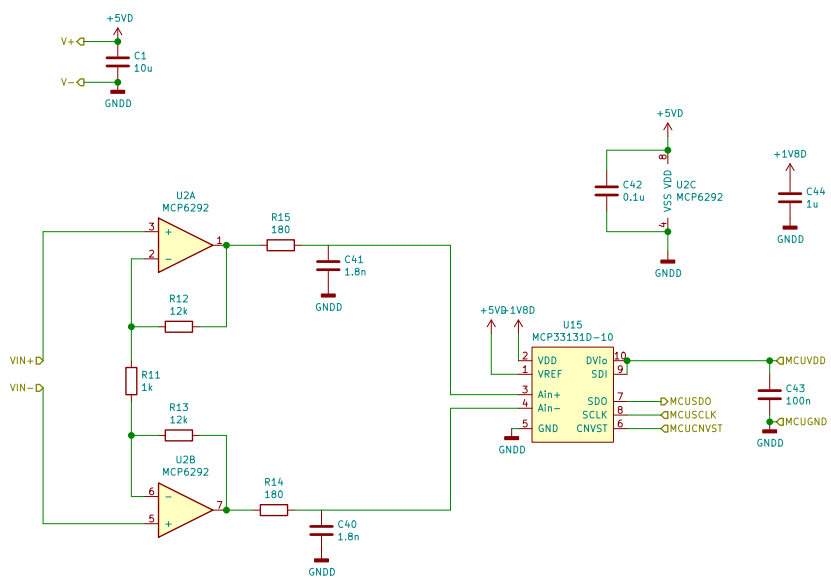 +5VD
V+
C1
10u
V-
GNDD
+5VD
8
C42
0.1u
VSS VDD
U2C
MCP6292
4
GNDD
+1V8D
C44
1u
GNDD
U2A
MCP6292
3
+
2
-
1
R15
180
C41
1.8n
GNDD
R12
12k
VIN+
VIN-
R11
1k
R13
12k
U2B
MCP6292
6
-
5
+
7
R14
180
C40
1.8n
GNDD
+5VD
+1V8D
U15
MCP33131D-10
2 VDD DVio 10
1 VREF SDI 9
3 Ain+ SDO 7
4 Ain- SCLK 8
5 GND CNVST 6
GNDD
MCUSDO
MCUSCLK
MCUCNVST
MCUVDD
C43
100n
MCUGND
GNDD